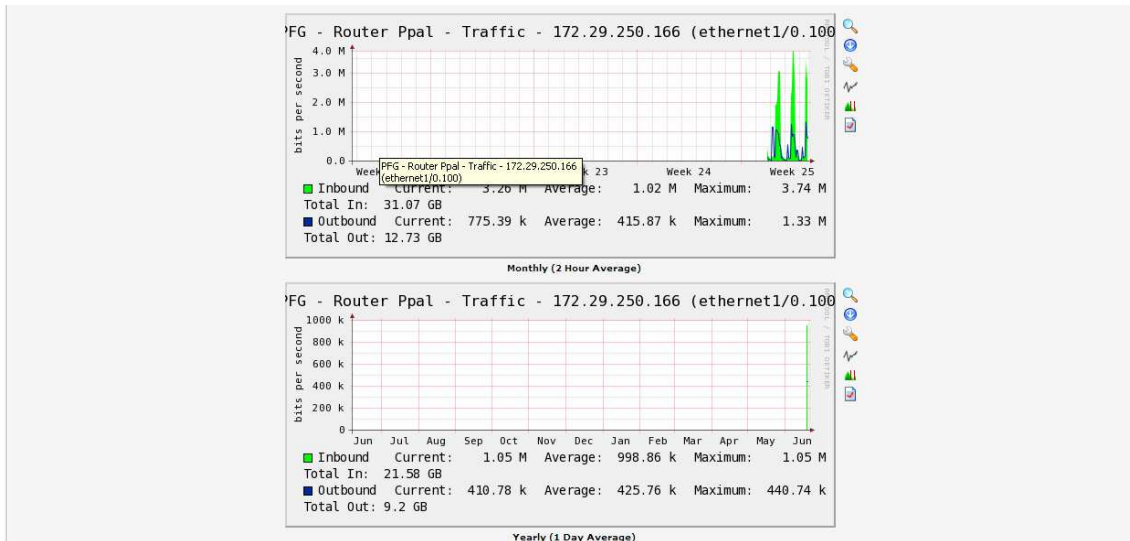 PFG - Router Ppal - Traffic - 172.29.250.166 (ethernet1/0.100
4.0 M
3.0 M
2.0 M
1.0 M
0.0
bits per second
RRDTOOL / TOBI OETIKER
Week 23 Week 24 Week 25
PFG - Router Ppal - Traffic - 172.29.250.166
(ethernet1/0.100)
Inbound Current: 3.26 M Average: 1.02 M Maximum: 3.74 M
Total In: 31.07 GB
Outbound Current: 775.39 k Average: 415.87 k Maximum: 1.33 M
Total Out: 12.73 GB
Monthly (2 Hour Average)
PFG - Router Ppal - Traffic - 172.29.250.166 (ethernet1/0.100
1000 k
800 k
600 k
400 k
200 k
0
bits per second
RRDTOOL / TOBI OETIKER
Jun Jul Aug Sep Oct Nov Dec Jan Feb Mar Apr May Jun
Inbound Current: 1.05 M Average: 998.86 k Maximum: 1.05 M
Total In: 21.58 GB
Outbound Current: 410.78 k Average: 425.76 k Maximum: 440.74 k
Total Out: 9.2 GB
Yearly (1 Day Average)